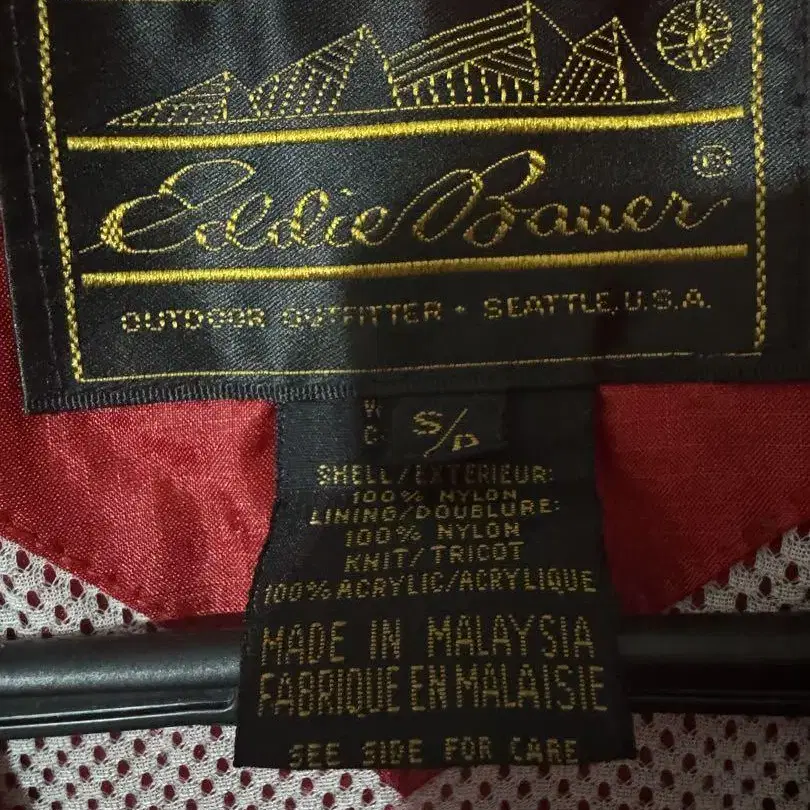 Eddie Bauer®
OUTDOOR OUTFITTER • SEATTLE, U.S.A.
S/P
SHELL/EXTERIEUR:
100% NYLON
LINING/DOUBLURE:
100% NYLON
KNIT/TRICOT
100% ACRYLIC/ACRYLIQUE
MADE IN MALAYSIA
FABRIQUE EN MALAISIE
SEE SIDE FOR CARE